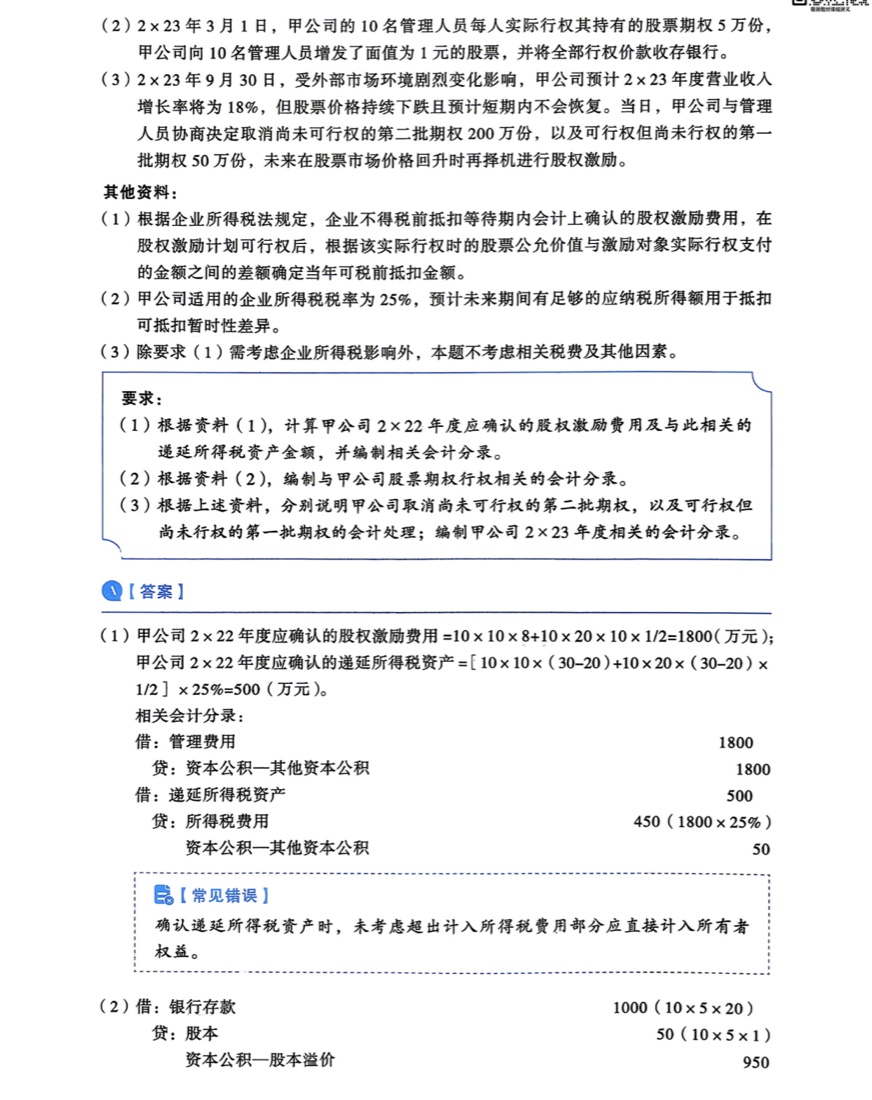 (2)2×23年3月1日，甲公司的10名管理人员每人实际行权其持有的股票期权5万份，
甲公司向10名管理人员增发了面值为1元的股票，并将全部行权价款收存银行。
(3)2×23年9月30日，受外部市场环境剧烈变化影响，甲公司预计2×23年度营业收入
增长率将为18%，但股票价格持续下跌且预计短期内不会恢复。当日，甲公司与管理
人员协商决定取消尚未可行权的第二批期权200万份，以及可行权但尚未行权的第一
批期权50万份，未来在股票市场价格回升时再择机进行股权激励。
其他资料：
(1)根据企业所得税法规定，企业不得税前抵扣等待期内会计上确认的股权激励费用，在
股权激励计划可行权后，根据该实际行权时的股票公允价值与激励对象实际行权支付
的金额之间的差额确定当年可税前抵扣金额。
(2)甲公司适用的企业所得税税率为25%，预计未来期间有足够的应纳税所得额用于抵扣
可抵扣暂时性差异。
(3)除要求(1)需考虑企业所得税影响外，本题不考虑相关税费及其他因素。
要求：
(1)根据资料(1)，计算甲公司2×22年度应确认的股权激励费用及与此相关的
递延所得税资产金额，并编制相关会计分录。
(2)根据资料(2)，编制与甲公司股票期权行权相关的会计分录。
(3)根据上述资料，分别说明甲公司取消尚未可行权的第二批期权，以及可行权但
尚未行权的第一批期权的会计处理；编制甲公司2×23年度相关的会计分录。
【答案】
(1)甲公司2×22年度应确认的股权激励费用=10×10×8+10×20×10×1/2=1800(万元)；
甲公司2×22年度应确认的递延所得税资产=[10×10×(30–20)+10×20×(30–20)×
1/2]×25%=500(万元)。
相关会计分录：
借：管理费用 1800
贷：资本公积—其他资本公积 1800
借：递延所得税资产 500
贷：所得税费用 450(1800×25%)
资本公积—其他资本公积 50
【常见错误】
确认递延所得税资产时，未考虑超出计入所得税费用部分应直接计入所有者
权益。
(2)借：银行存款 1000(10×5×20)
贷：股本 50(10×5×1)
资本公积—股本溢价 950